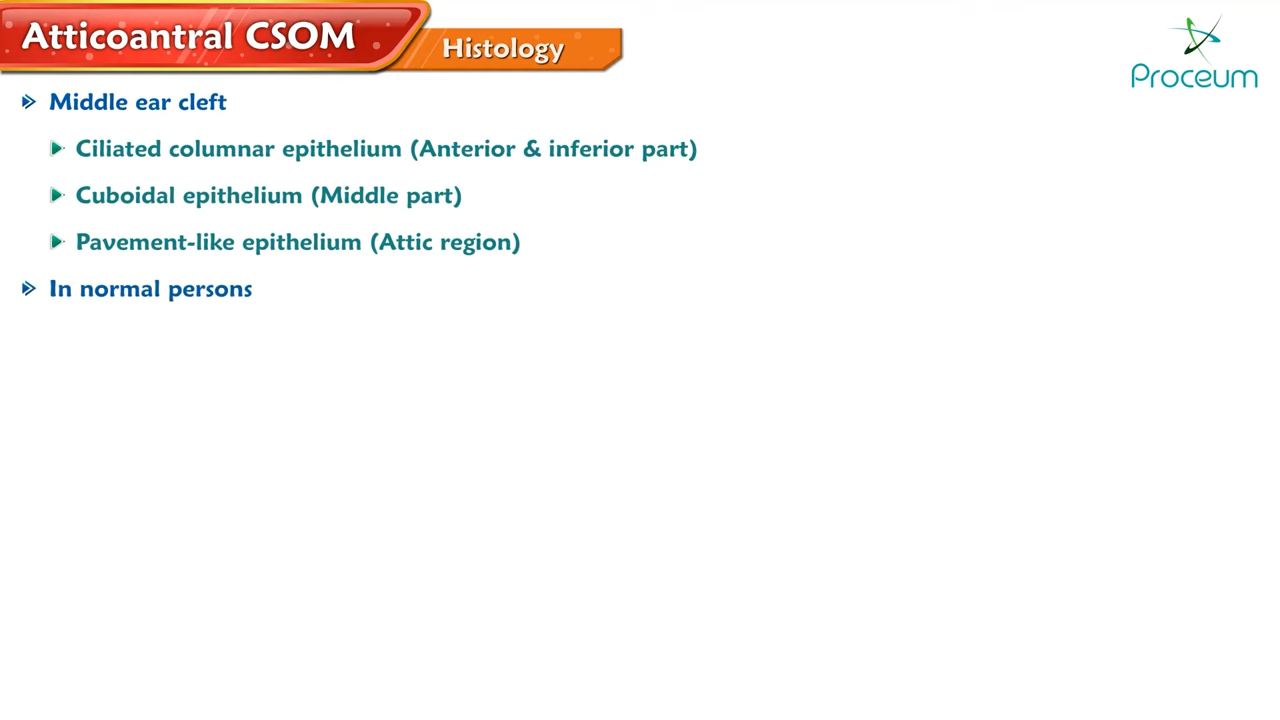 Atticoantral CSOM
Histology
Proceum
Middle ear cleft
Ciliated columnar epithelium (Anterior & inferior part)
Cuboidal epithelium (Middle part)
Pavement-like epithelium (Attic region)
In normal persons